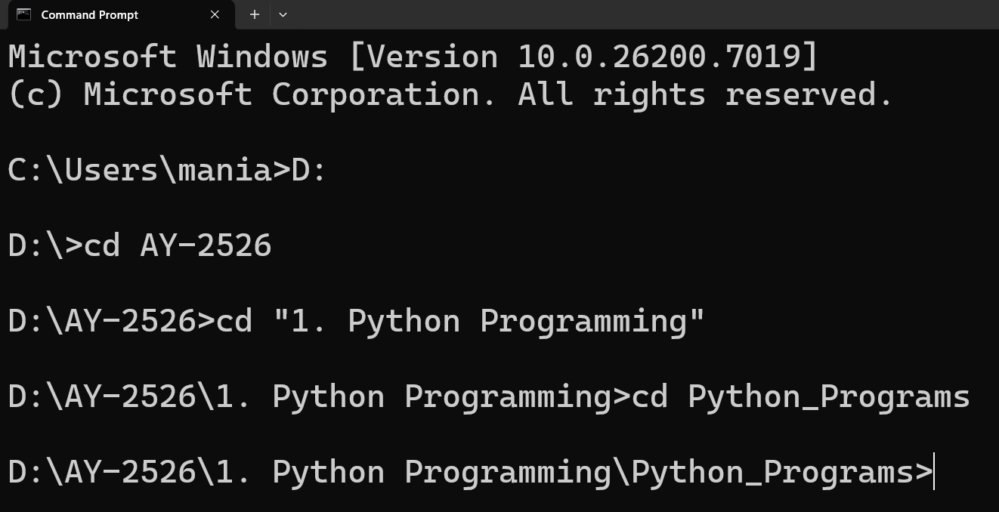 Command Prompt
Microsoft Windows [Version 10.0.26200.7019]
(c) Microsoft Corporation. All rights reserved.
C:\Users\mania>D:
D:\>cd AY-2526
D:\AY-2526>cd "1. Python Programming"
D:\AY-2526\1. Python Programming>cd Python_Programs
D:\AY-2526\1. Python Programming\Python_Programs>